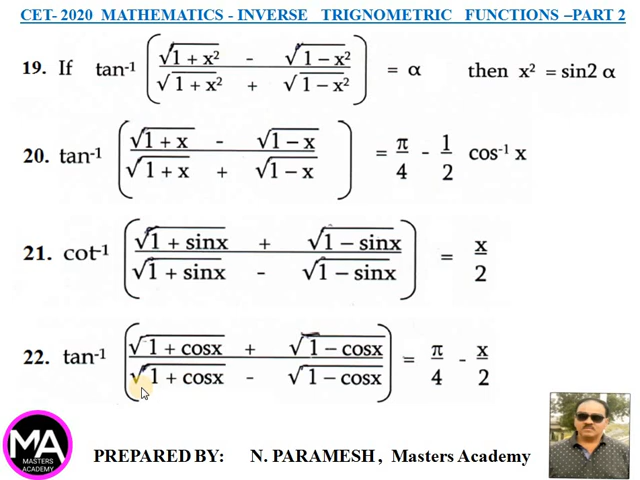 CET- 2020 MATHEMATICS - INVERSE TRIGNOMETRIC FUNCTIONS –PART 2
19. If tan⁻¹ ( (√1 + x² - √1 – x²) / (√1 + x² + √1 – x²) ) = α then x² = sin2 α
20. tan⁻¹ ( (√1 + x - √1 – x) / (√1 + x + √1 – x) ) = π/4 - 1/2 cos⁻¹ x
21. cot⁻¹ ( (√1 + sinx + √1 – sinx) / (√1 + sinx - √1 – sinx) ) = x/2
22. tan⁻¹ ( (√1 + cosx + √1 – cosx) / (√1 + cosx - √1 – cosx) ) = π/4 - x/2
MA
MASTERS
ACADEMY
PREPARED BY: N. PARAMESH , Masters Academy